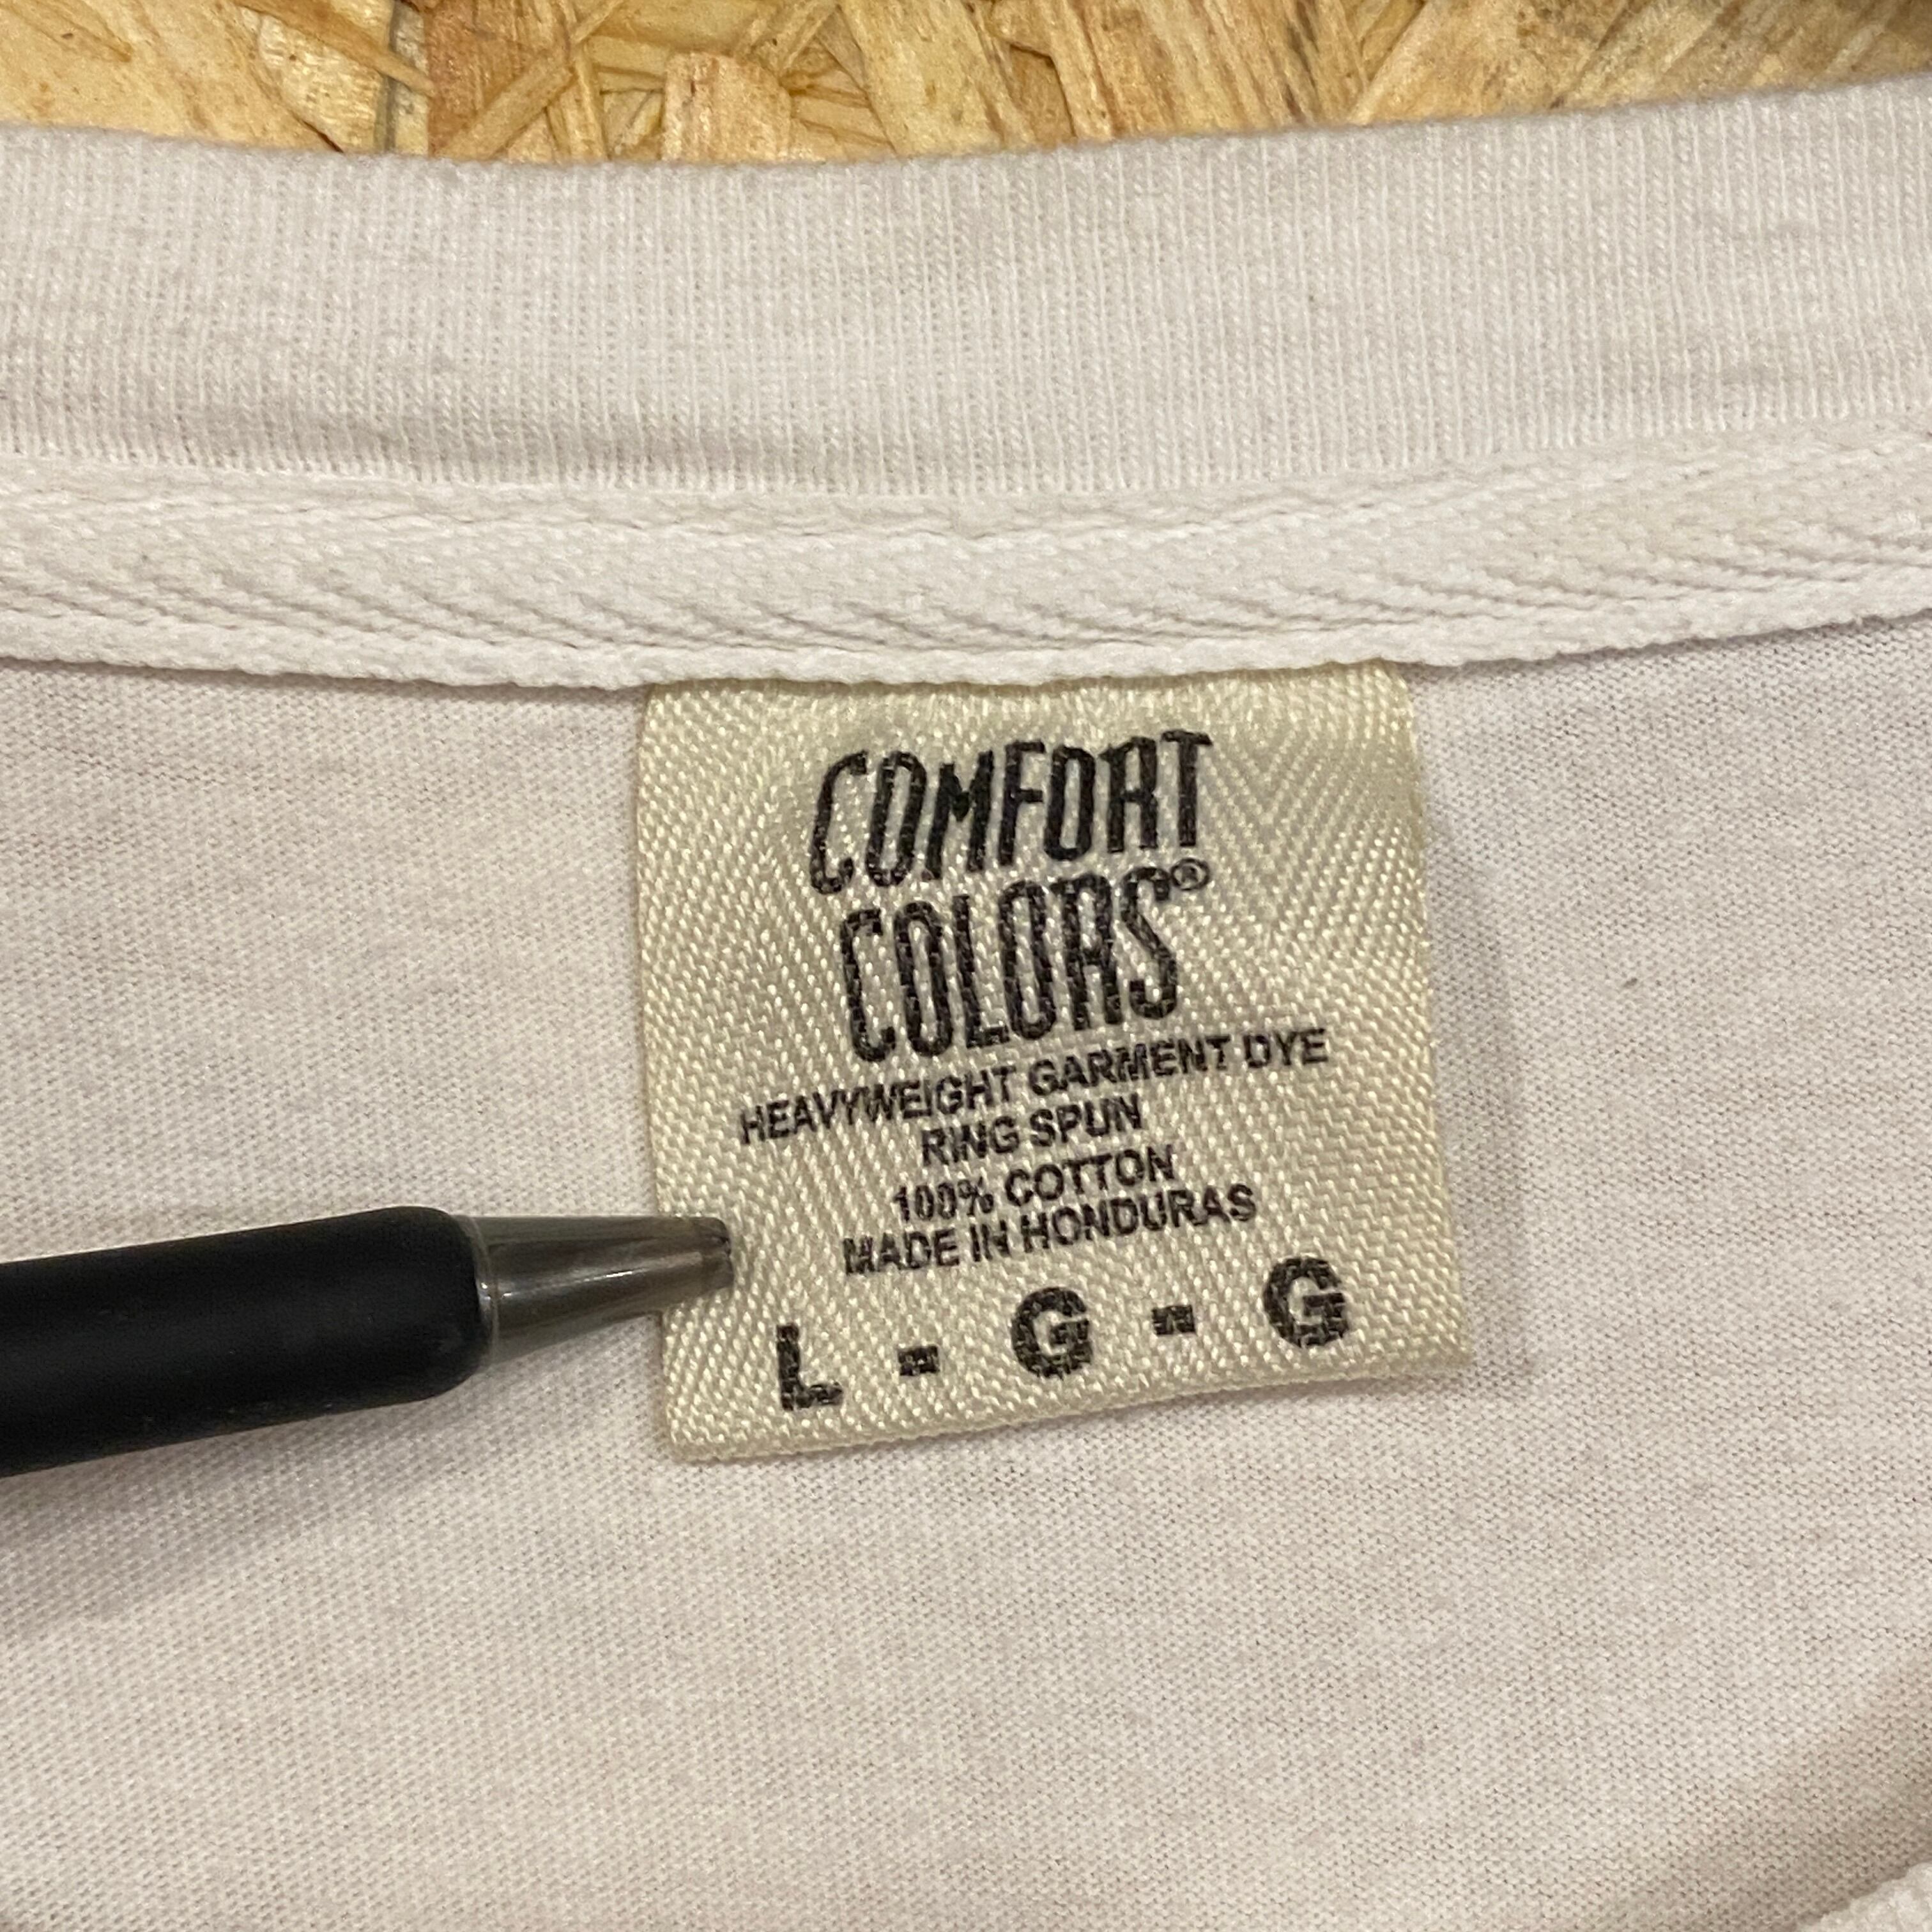 COMFORT
COLORS®
HEAVYWEIGHT GARMENT DYE
RING SPUN
100% COTTON
MADE IN HONDURAS
L - G - G